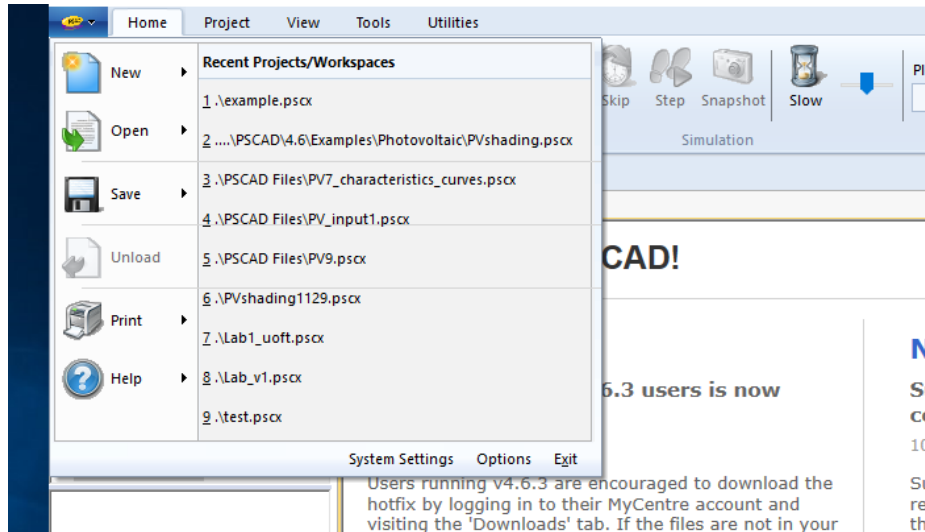 Home Project View Tools Utilities
New
Open
Save
Unload
Print
Help
Recent Projects/Workspaces
1 .\example.pscx
2 ....\PSCAD\4.6\Examples\Photovoltaic\PVshading.pscx
3 .\PSCAD Files\PV7_characteristics_curves.pscx
4 .\PSCAD Files\PV_input1.pscx
5 .\PSCAD Files\PV9.pscx
6 .\PVshading1129.pscx
7 .\Lab1_uoft.pscx
8 .\Lab_v1.pscx
9 .\test.pscx
System Settings Options Exit
Skip Step Snapshot Slow
Pl
Simulation
CAD!
6.3 users is now
Users running v4.6.3 are encouraged to download the
hotfix by logging in to their MyCentre account and
visiting the 'Downloads' tab. If the files are not in your
N
S
c
10
Su
re
th